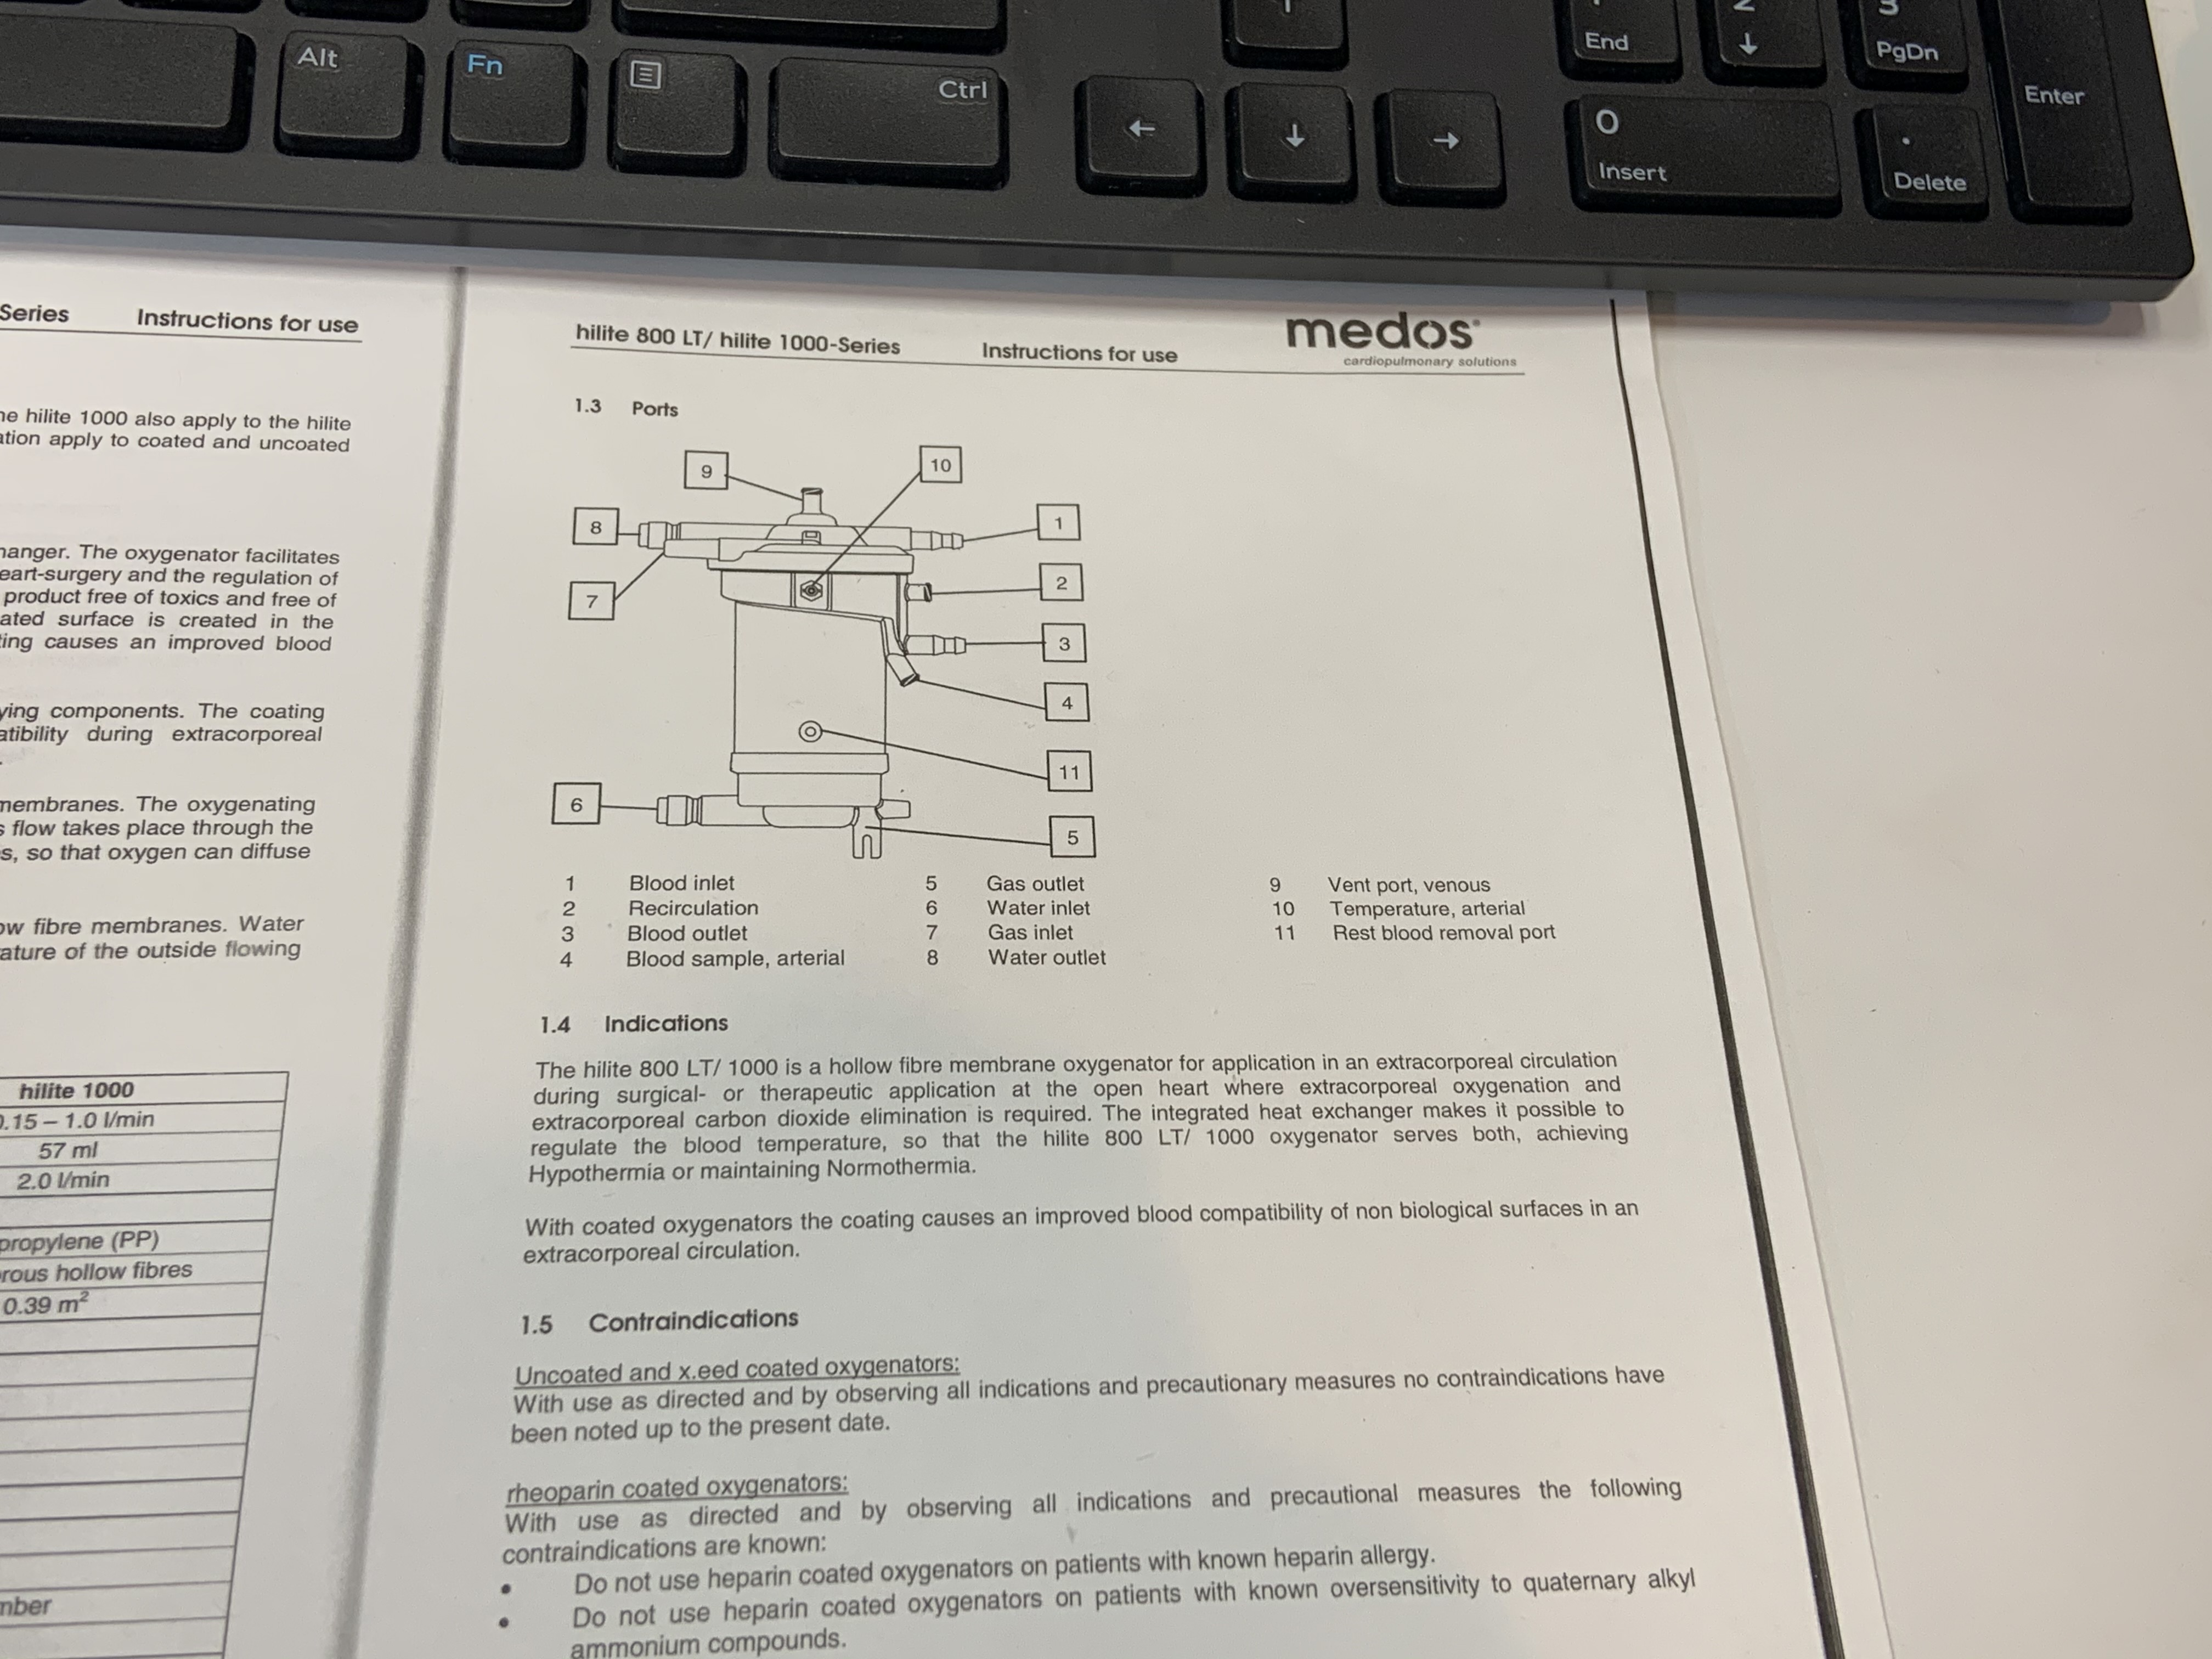 Series Instructions for use
he hilite 1000 also apply to the hilite
ation apply to coated and uncoated
hanger. The oxygenator facilitates
eart-surgery and the regulation of
product free of toxics and free of
ated surface is created in the
ing causes an improved blood
ying components. The coating
atibility during extracorporeal
membranes. The oxygenating
s flow takes place through the
s, so that oxygen can diffuse
ow fibre membranes. Water
ature of the outside flowing
hilite 1000
0.15 – 1.0 l/min
57 ml
2.0 l/min
propylene (PP)
rous hollow fibres
0.39 m²
mber
hilite 800 LT/ hilite 1000-Series Instructions for use
medos®
cardiopulmonary solutions
1.3 Ports
9
10
8
1
7
2
3
4
11
6
5
1 Blood inlet 5 Gas outlet 9 Vent port, venous
2 Recirculation 6 Water inlet 10 Temperature, arterial
3 Blood outlet 7 Gas inlet 11 Rest blood removal port
4 Blood sample, arterial 8 Water outlet
1.4 Indications
The hilite 800 LT/ 1000 is a hollow fibre membrane oxygenator for application in an extracorporeal circulation
during surgical- or therapeutic application at the open heart where extracorporeal oxygenation and
extracorporeal carbon dioxide elimination is required. The integrated heat exchanger makes it possible to
regulate the blood temperature, so that the hilite 800 LT/ 1000 oxygenator serves both, achieving
Hypothermia or maintaining Normothermia.
With coated oxygenators the coating causes an improved blood compatibility of non biological surfaces in an
extracorporeal circulation.
1.5 Contraindications
Uncoated and x.eed coated oxygenators:
With use as directed and by observing all indications and precautionary measures no contraindications have
been noted up to the present date.
rheoparin coated oxygenators:
With use as directed and by observing all indications and precautional measures the following
contraindications are known:
• Do not use heparin coated oxygenators on patients with known heparin allergy.
• Do not use heparin coated oxygenators on patients with known oversensitivity to quaternary alkyl
ammonium compounds.
Alt
Fn
Ctrl
←
↓
→
End
↓
PgDn
3
0
Insert
.
Delete
Enter